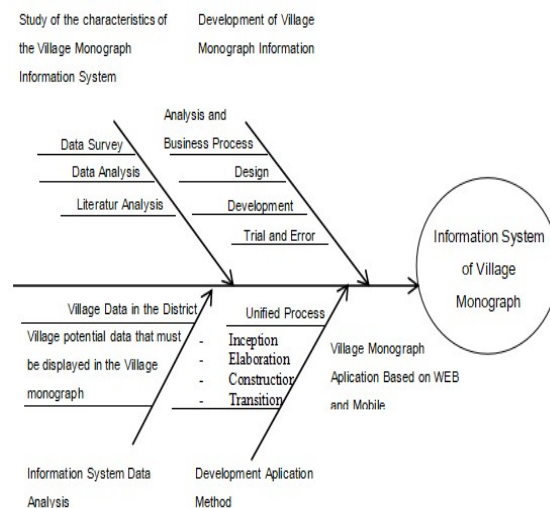 Study of the characteristics of
the Village Monograph
Information System
Development of Village
Monograph Information
Data Survey
Data Analysis
Literatur Analysis
Analysis and
Business Process
Design
Development
Trial and Error
Information System
of Village
Monograph
Village Data in the District
Village potential data that must
be displayed in the Village
monograph
Unified Process
- Inception
- Elaboration
- Construction
- Transition
Village Monograph
Aplication Based on WEB
and Mobile
Information System Data
Analysis
Development Aplication
Method